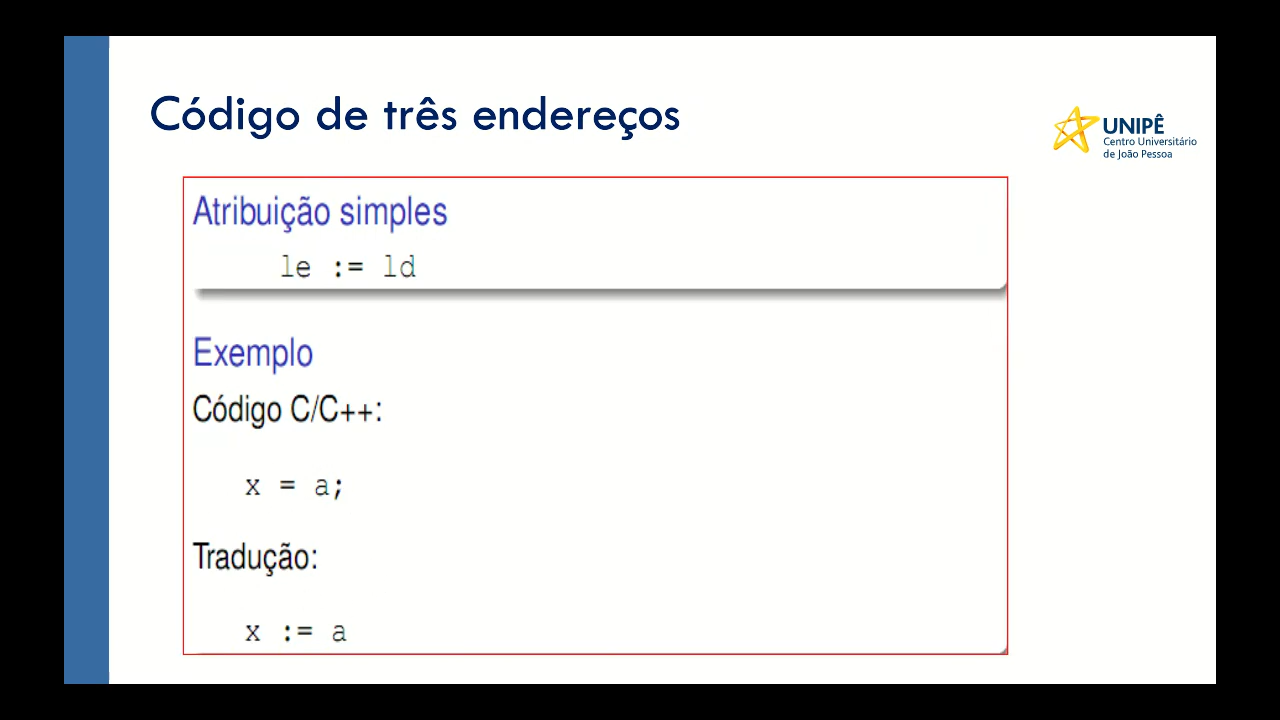 Código de três endereços
UNIPÊ
Centro Universitário
de João Pessoa
Atribuição simples
le := ld
Exemplo
Código C/C++:
x = a;
Tradução:
x := a